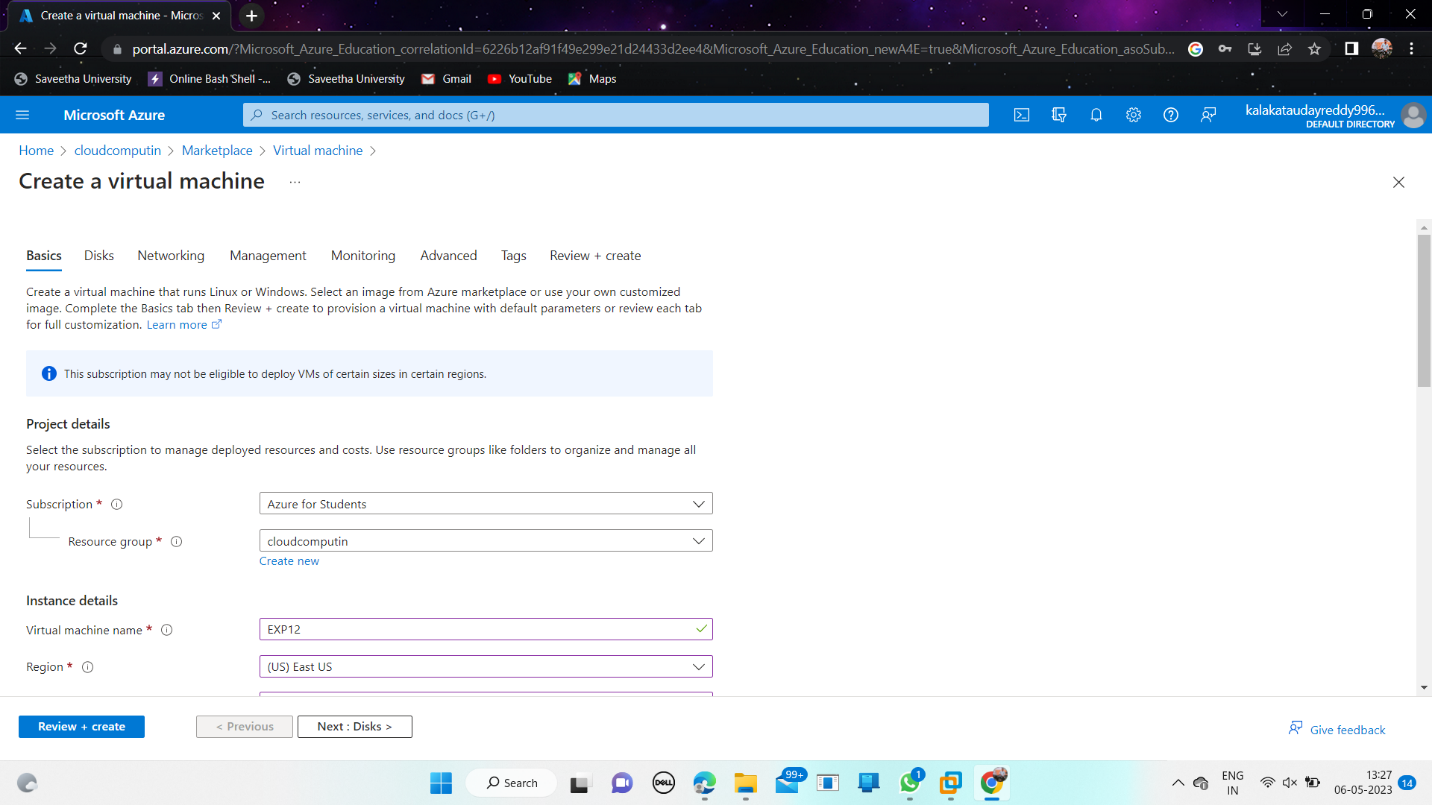 Create a virtual machine - Micros
portal.azure.com/?Microsoft_Azure_Education_correlationId=6226b12af91f49e299e21d24433d2ee4&Microsoft_Azure_Education_newA4E=true&Microsoft_Azure_Education_asoSub...
Saveetha University Online Bash Shell -... Saveetha University Gmail YouTube Maps
Microsoft Azure Search resources, services, and docs (G+/) kalakataudayreddy996...
DEFAULT DIRECTORY
Home > cloudcomputin > Marketplace > Virtual machine >
Create a virtual machine ...
Basics Disks Networking Management Monitoring Advanced Tags Review + create
Create a virtual machine that runs Linux or Windows. Select an image from Azure marketplace or use your own customized
image. Complete the Basics tab then Review + create to provision a virtual machine with default parameters or review each tab
for full customization. Learn more
This subscription may not be eligible to deploy VMs of certain sizes in certain regions.
Project details
Select the subscription to manage deployed resources and costs. Use resource groups like folders to organize and manage all
your resources.
Subscription * Azure for Students
Resource group * cloudcomputin
Create new
Instance details
Virtual machine name * EXP12
Region * (US) East US
Review + create < Previous Next : Disks > Give feedback
Search DELL 99+ 1 ENG
IN 13:27
06-05-2023 14